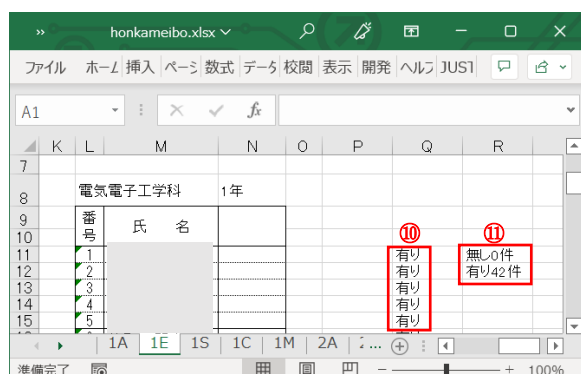 » honkameibo.xlsx
ファイル ホーム 挿入 ページ 数式 データ 校閲 表示 開発 ヘルプ JUST
A1 fx
K L M N O P Q R
7
8 電気電子工学科 1年
9 番 氏 名
10 号 ⑩ ⑪
11 1 有り 無し0件
12 2 有り 有り42件
13 3 有り
14 4 有り
15 5 有り
1A 1E 1S 1C 1M 2A ...
準備完了 100%